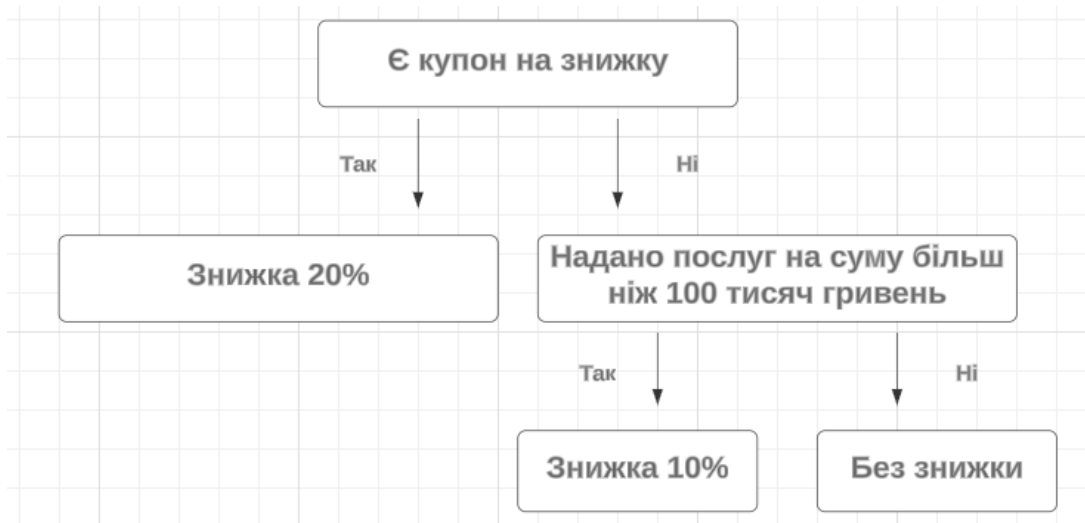 Є купон на знижку
Так
Ні
Знижка 20%
Надано послуг на суму більш
ніж 100 тисяч гривень
Так
Ні
Знижка 10%
Без знижки